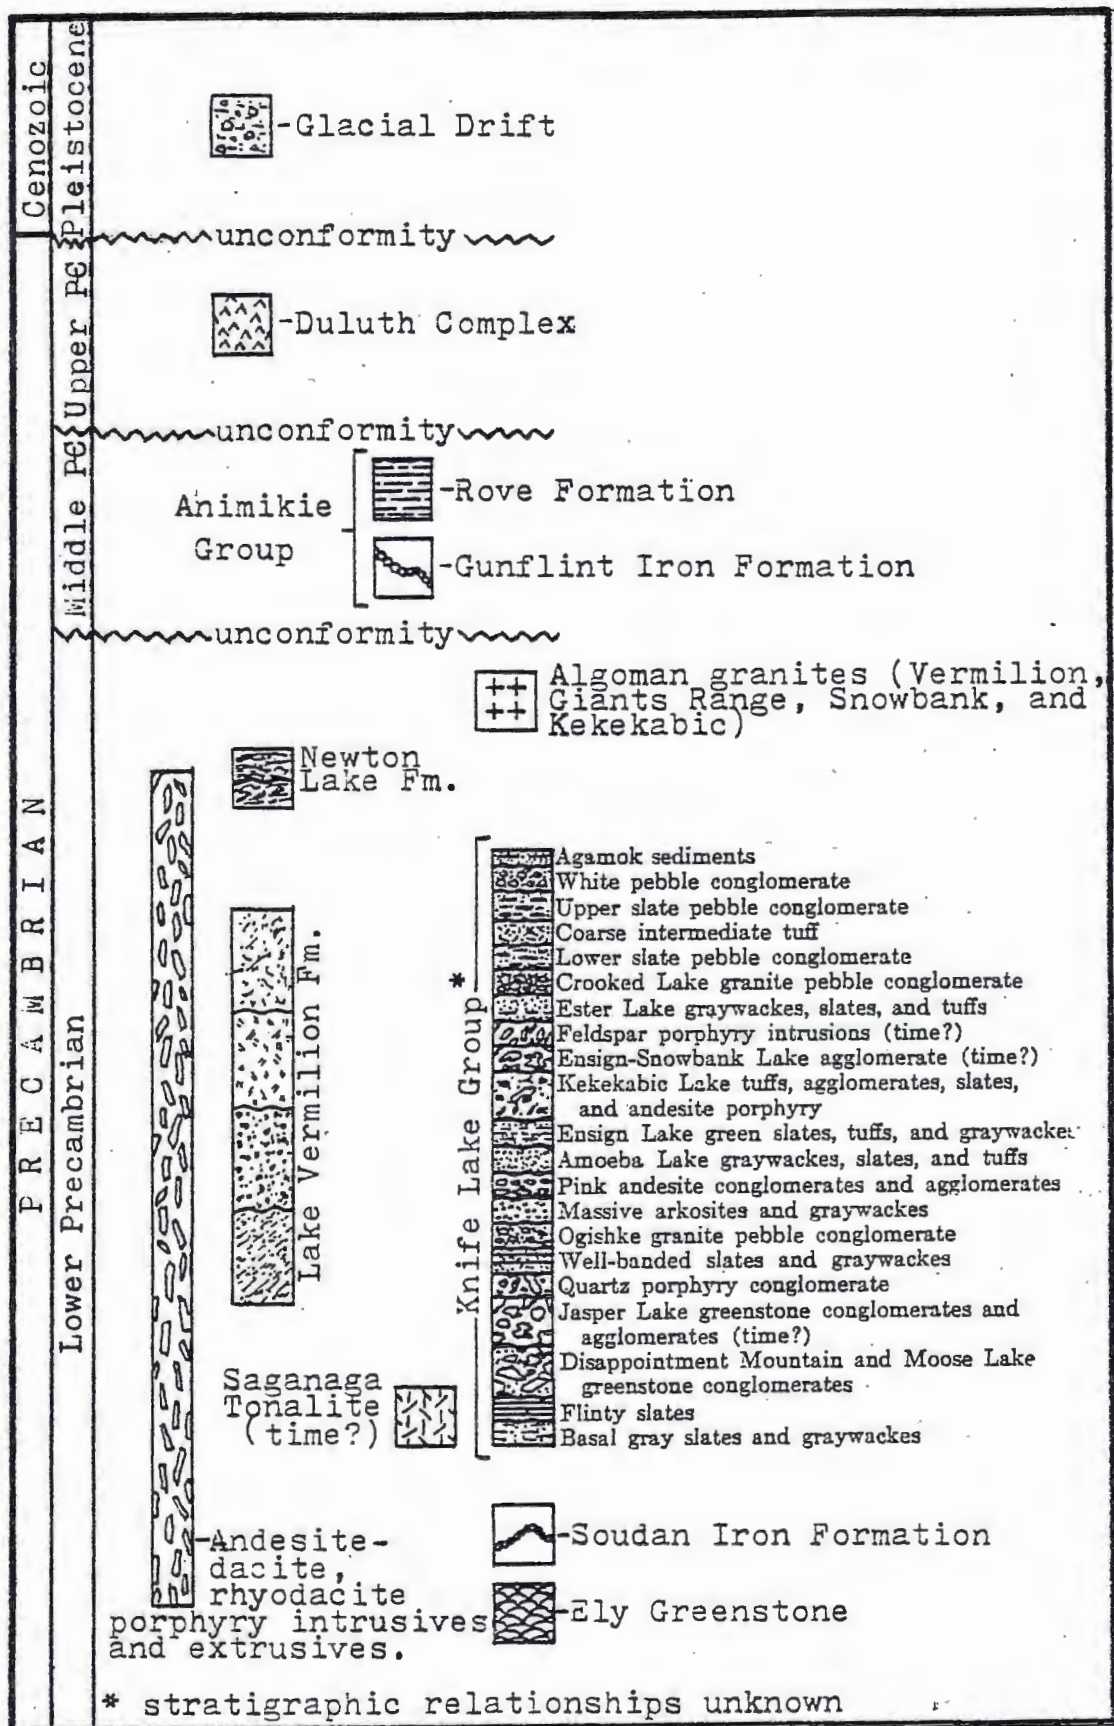 Cenozoic
Pleistocene
-Glacial Drift
unconformity
PRECAMBRIAN
Upper PC
-Duluth Complex
unconformity
Middle PC
Animikie
Group
-Rove Formation
-Gunflint Iron Formation
unconformity
Lower Precambrian
Algoman granites (Vermilion,
Giants Range, Snowbank, and
Kekekabic)
Newton
Lake Fm.
Lake Vermilion Fm.
Knife Lake Group*
Agamok sediments
White pebble conglomerate
Upper slate pebble conglomerate
Coarse intermediate tuff
Lower slate pebble conglomerate
Crooked Lake granite pebble conglomerate
Ester Lake graywackes, slates, and tuffs
Feldspar porphyry intrusions (time?)
Ensign-Snowbank Lake agglomerate (time?)
Kekekabic Lake tuffs, agglomerates, slates,
and andesite porphyry
Ensign Lake green slates, tuffs, and graywackes
Amoeba Lake graywackes, slates, and tuffs
Pink andesite conglomerates and agglomerates
Massive arkosites and graywackes
Ogishke granite pebble conglomerate
Well-banded slates and graywackes
Quartz porphyry conglomerate
Jasper Lake greenstone conglomerates and
agglomerates (time?)
Disappointment Mountain and Moose Lake
greenstone conglomerates
Flinty slates
Basal gray slates and graywackes
Saganaga
Tonalite
(time?)
-Soudan Iron Formation
-Ely Greenstone
-Andesite-
dacite,
rhyodacite
porphyry intrusives
and extrusives.
* stratigraphic relationships unknown